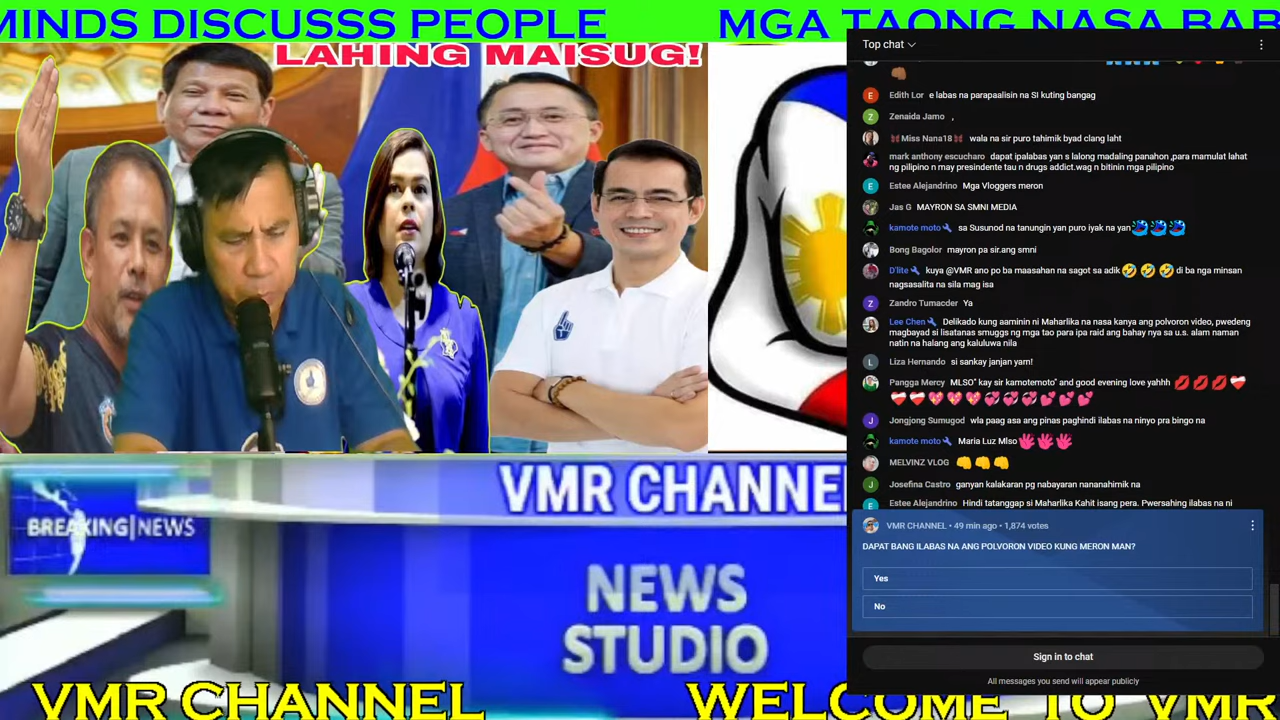 MINDS DISCUSSS PEOPLE MGA TAONG NASA BAB
LAHING MAISUG!
BREAKING|NEWS
VMR CHANNE
NEWS
STUDIO
VMR CHANNEL WELCOME TO VMR
Top chat
Edith Lor e labas na parapaalisin na SI kuting bangag
Zenaida Jamo ,
Miss Nana18 wala na sir puro tahimik byad clang laht
mark anthony escucharo dapat ipalabas yan s lalong madaling panahon ,para mamulat lahat
ng pilipino n may presidente tau n drugs addict.wag n bitinin mga pilipino
Estee Alejandrino Mga Vloggers meron
Jas G MAYRON SA SMNI MEDIA
kamote moto sa Susunod na tanungin yan puro iyak na yan
Bong Bagolor mayron pa sir.ang smni
D'lite kuya @VMR ano po ba maasahan na sagot sa adik 🤣 🤣 🤣 di ba nga minsan
nagsasalita na sila mag isa
Zandro Tumacder Ya
Lee Chen Delikado kung aaminin ni Maharlika na nasa kanya ang polvoron video, pwedeng
magbayad si lisatanas smuggs ng mga tao para ipa raid ang bahay nya sa u.s. alam naman
natin na halang ang kaluluwa nila
Liza Hernando si sankay janjan yam!
Pangga Mercy MLSO" kay sir kamotemoto" and good evening love yahhh
Jongjong Sumugod wla paag asa ang pinas paghindi ilabas na ninyo pra bingo na
kamote moto Maria Luz Mlso
MELVINZ VLOG
Josefina Castro ganyan kalakaran pg nabayaran nananahimik na
Estee Alejandrino Hindi tatanggap si Maharlika Kahit isang pera. Pwersahing ilabas na ni
VMR CHANNEL • 49 min ago • 1,874 votes
DAPAT BANG ILABAS NA ANG POLVORON VIDEO KUNG MERON MAN?
Yes
No
Sign in to chat
All messages you send will appear publicly